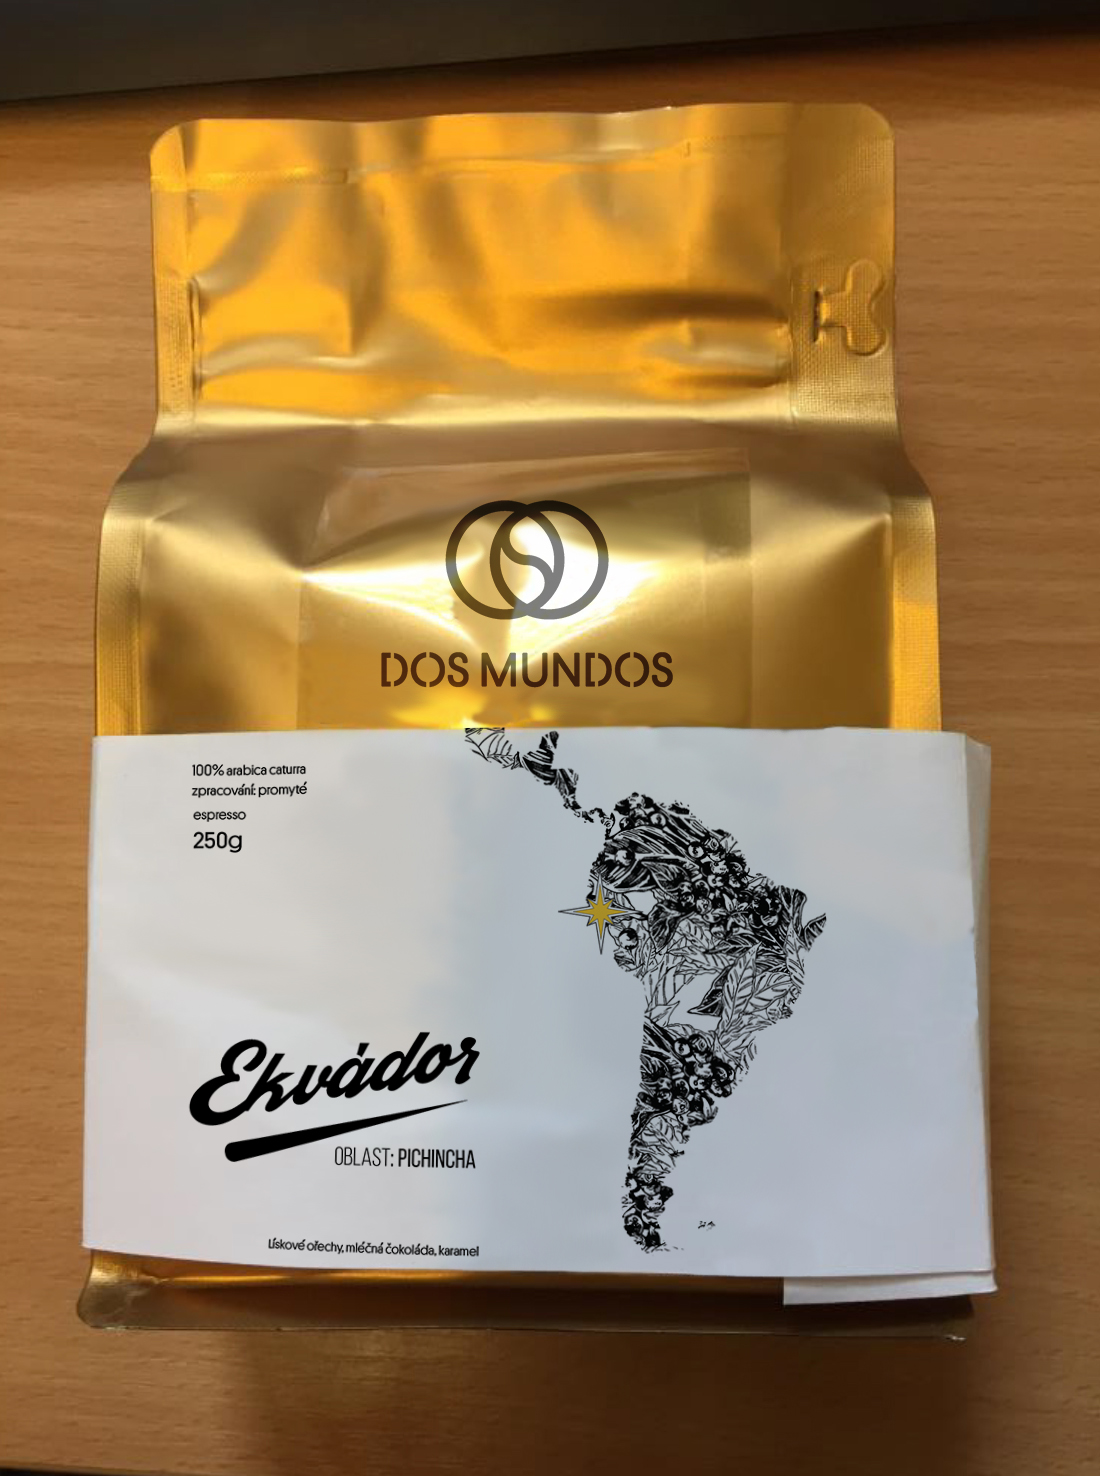 DOS MUNDOS
100% arabica caturra
zpracování: promyté
espresso
250g
Ekvádor
OBLAST: PICHINCHA
Lískové ořechy, mléčná čokoláda, karamel